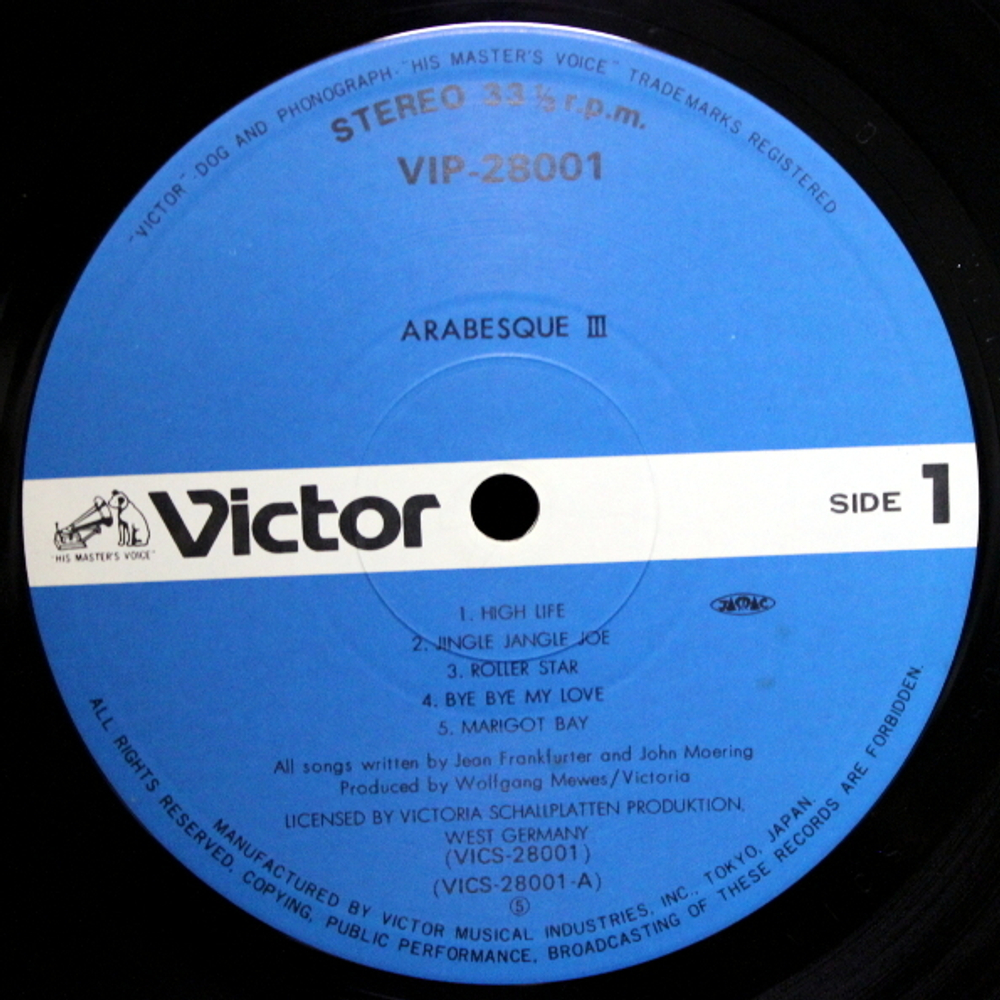 "VICTOR"·DOG AND PHONOGRAPH·"HIS MASTER'S VOICE" TRADEMARKS REGISTERED
STEREO 33 ⅓ r.p.m.
VIP-28001
ARABESQUE III
"HIS MASTER'S VOICE"
Victor
SIDE 1
1. HIGH LIFE
JASRAC
2. JINGLE JANGLE JOE
3. ROLLER STAR
4. BYE BYE MY LOVE
5. MARIGOT BAY
All songs written by Jean Frankfurter and John Moering
Produced by Wolfgang Mewes/Victoria
LICENSED BY VICTORIA SCHALLPLATTEN PRODUKTION,
WEST GERMANY
(VICS-28001)
(VICS-28001-A)
⑤
MANUFACTURED BY VICTOR MUSICAL INDUSTRIES, INC., TOKYO, JAPAN.
ALL RIGHTS RESERVED. COPYING, PUBLIC PERFORMANCE, BROADCASTING OF THESE RECORDS ARE FORBIDDEN.